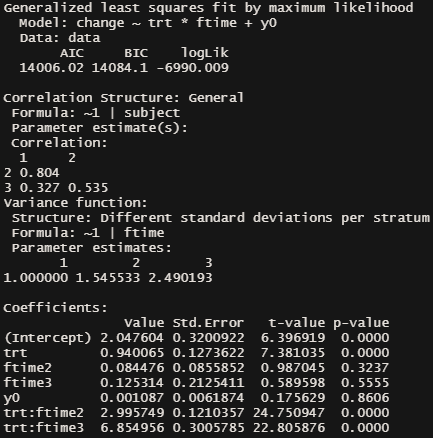 Generalized least squares fit by maximum likelihood
Model: change ~ trt * ftime + y0
Data: data
AIC BIC logLik
14006.02 14084.1 -6990.009
Correlation Structure: General
Formula: ~1 | subject
Parameter estimate(s):
Correlation:
1 2
2 0.804
3 0.327 0.535
Variance function:
Structure: Different standard deviations per stratum
Formula: ~1 | ftime
Parameter estimates:
1 2 3
1.000000 1.545533 2.490193
Coefficients:
Value Std.Error t-value p-value
(Intercept) 2.047604 0.3200922 6.396919 0.0000
trt 0.940065 0.1273622 7.381035 0.0000
ftime2 0.084476 0.0855852 0.987045 0.3237
ftime3 0.125314 0.2125411 0.589598 0.5555
y0 0.001087 0.0061874 0.175629 0.8606
trt:ftime2 2.995749 0.1210357 24.750947 0.0000
trt:ftime3 6.854956 0.3005785 22.805876 0.0000